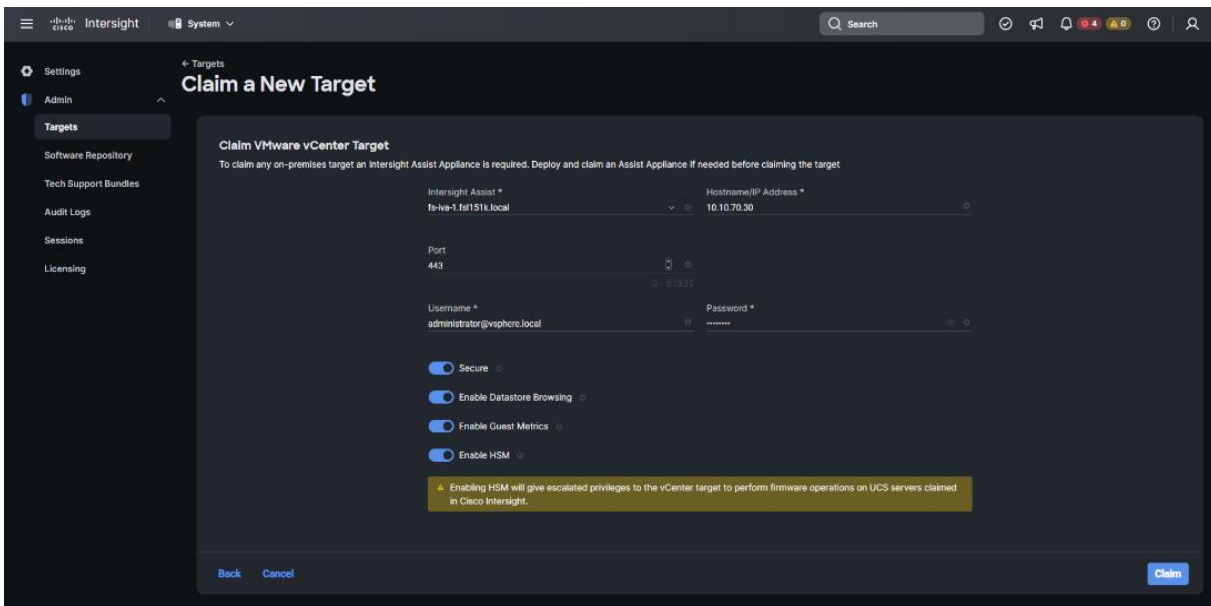 cisco Intersight System Search 4 0
Settings
Admin
Targets
Software Repository
Tech Support Bundles
Audit Logs
Sessions
Licensing
← Targets
Claim a New Target
Claim VMware vCenter Target
To claim any on-premises target an Intersight Assist Appliance is required. Deploy and claim an Assist Appliance if needed before claiming the target
Intersight Assist * Hostname/IP Address *
fs-iva-1.fsl151k.local 10.10.70.30
Port
443
0 - 65535
Username * Password *
administrator@vsphere.local ••••••••
Secure
Enable Datastore Browsing
Enable Guest Metrics
Enable HSM
Enabling HSM will give escalated privileges to the vCenter target to perform firmware operations on UCS servers claimed
in Cisco Intersight.
Back Cancel Claim